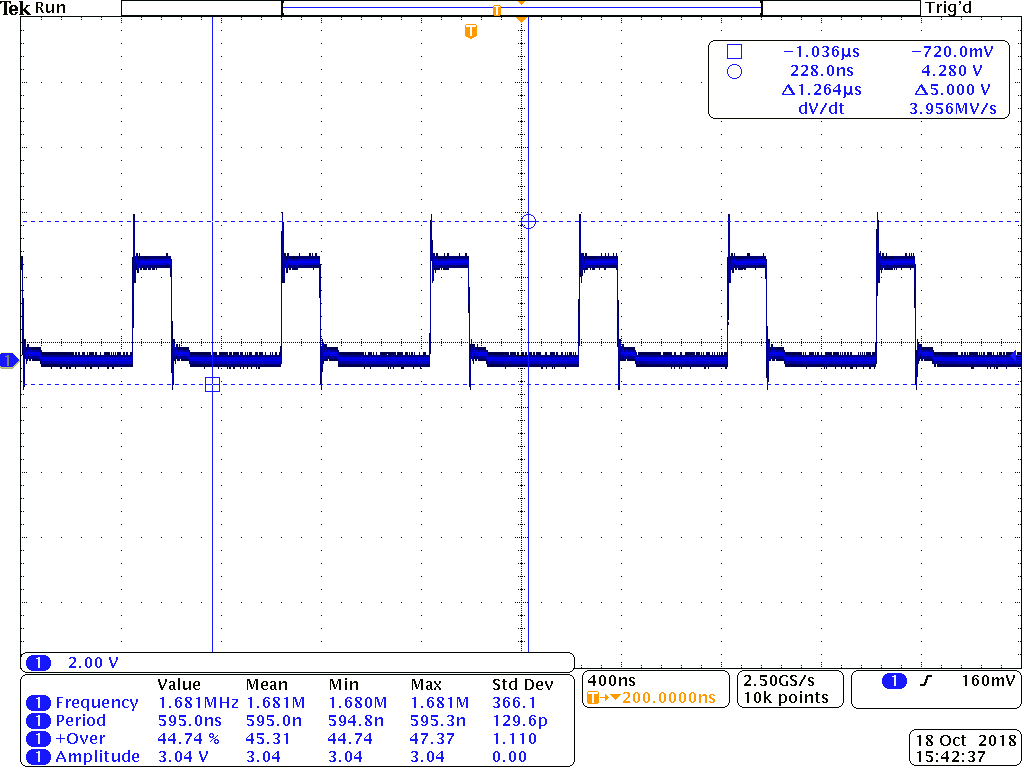 Tek Run Trig'd
T
T
−1.036µs −720.0mV
228.0ns 4.280 V
Δ1.264µs Δ5.000 V
dV/dt 3.956MV/s
1
1 2.00 V
Value Mean Min Max Std Dev
1 Frequency 1.681MHz 1.681M 1.680M 1.681M 366.1
1 Period 595.0ns 595.0n 594.8n 595.3n 129.6p
1 +Over 44.74 % 45.31 44.74 47.37 1.110
1 Amplitude 3.04 V 3.04 3.04 3.04 0.00
400ns
T→▼200.0000ns
2.50GS/s
10k points
1 160mV
18 Oct 2018
15:42:37